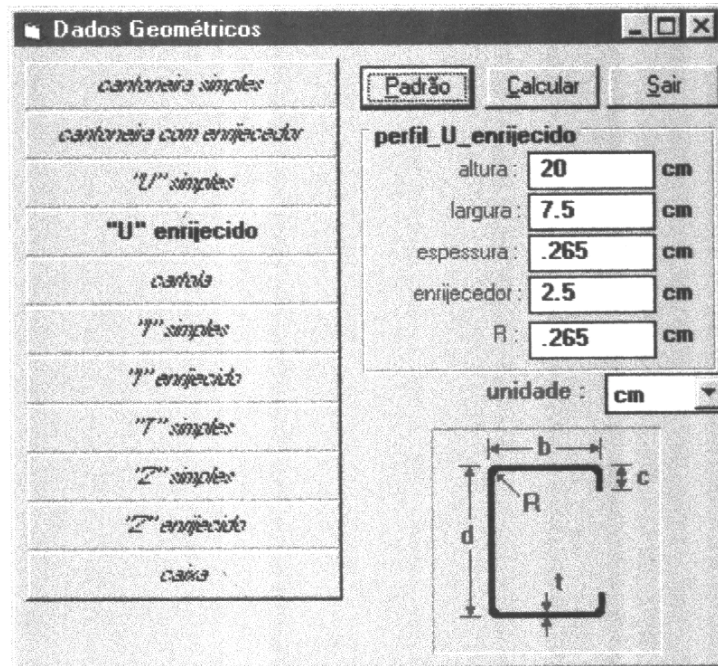 Dados Geométricos
cantoneira simples
cantoneira com enrijecedor
"U" simples
"U" enrijecido
cartola
"I" simples
"I" enrijecido
"T" simples
"Z" simples
"Z" enrijecido
caixa
Padrão Calcular Sair
perfil_U_enrijecido
altura : 20 cm
largura : 7.5 cm
espessura : .265 cm
enrijecedor : 2.5 cm
R : .265 cm
unidade : cm
b
c
R
d
t